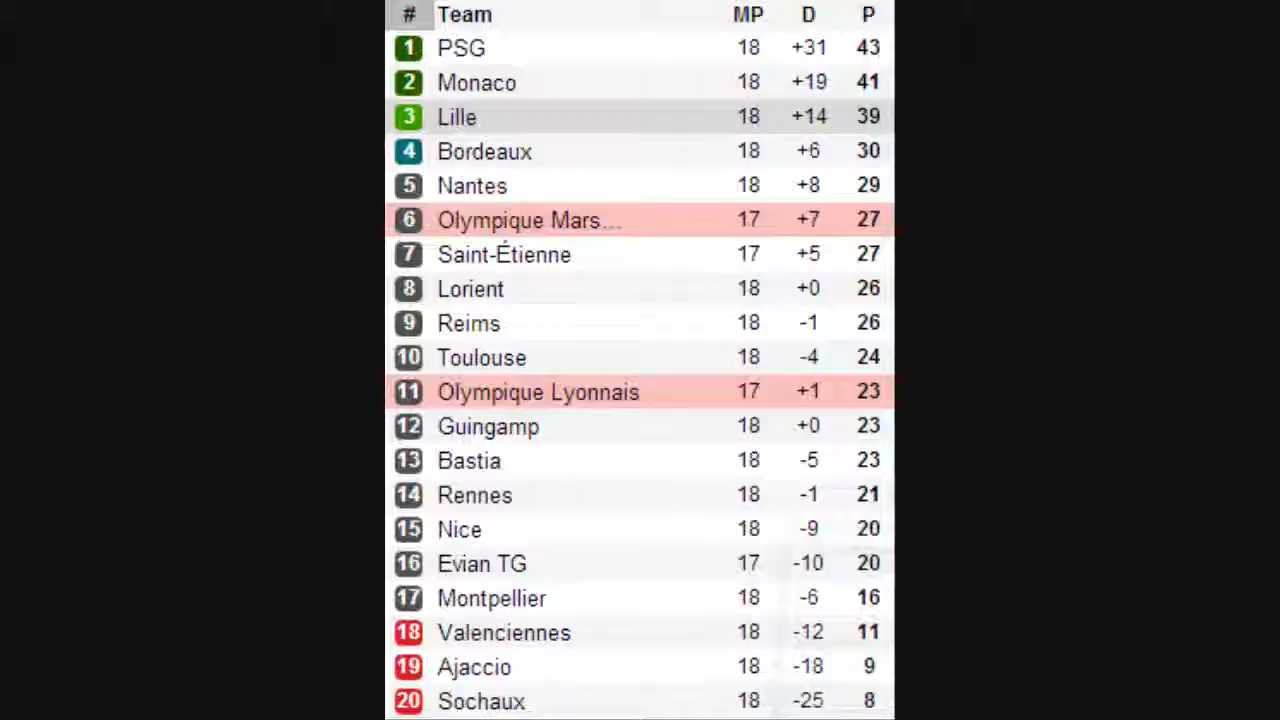 # Team MP D P
1 PSG 18 +31 43
2 Monaco 18 +19 41
3 Lille 18 +14 39
4 Bordeaux 18 +6 30
5 Nantes 18 +8 29
6 Olympique Mars... 17 +7 27
7 Saint-Étienne 17 +5 27
8 Lorient 18 +0 26
9 Reims 18 -1 26
10 Toulouse 18 -4 24
11 Olympique Lyonnais 17 +1 23
12 Guingamp 18 +0 23
13 Bastia 18 -5 23
14 Rennes 18 -1 21
15 Nice 18 -9 20
16 Evian TG 17 -10 20
17 Montpellier 18 -6 16
18 Valenciennes 18 -12 11
19 Ajaccio 18 -18 9
20 Sochaux 18 -25 8